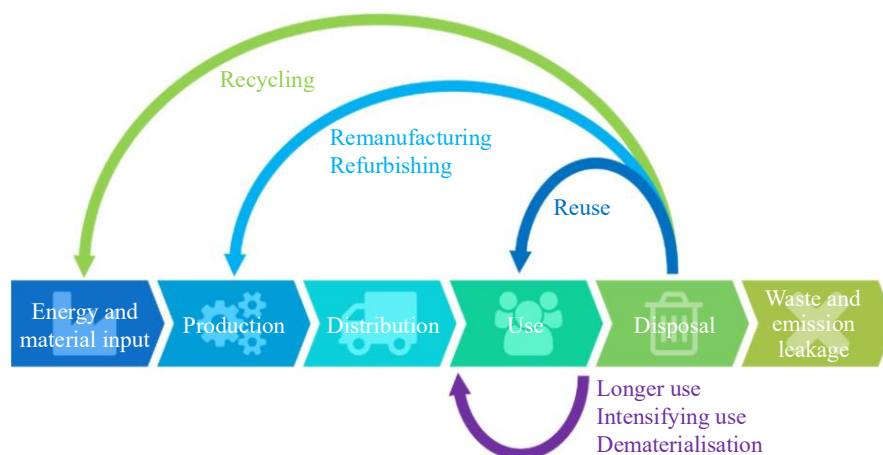 Recycling
Remanufacturing
Refurbishing
Reuse
Energy and
material input
Production
Distribution
Use
Disposal
Waste and
emission
leakage
Longer use
Intensifying use
Dematerialisation